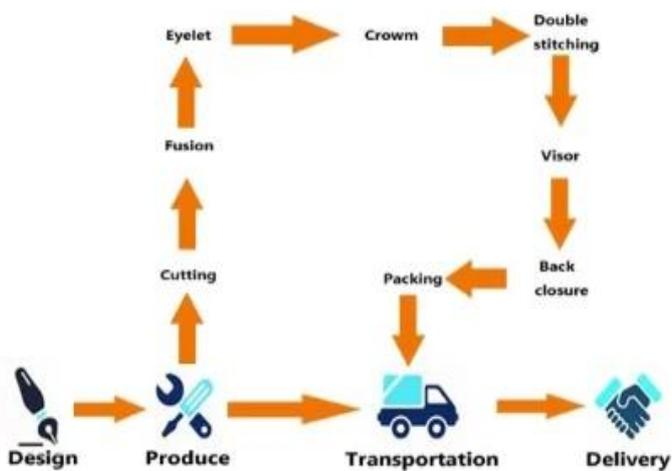 Eyelet
Crowm
Double
stitching
Fusion
Visor
Cutting
Packing
Back
closure
Design
Produce
Transportation
Delivery